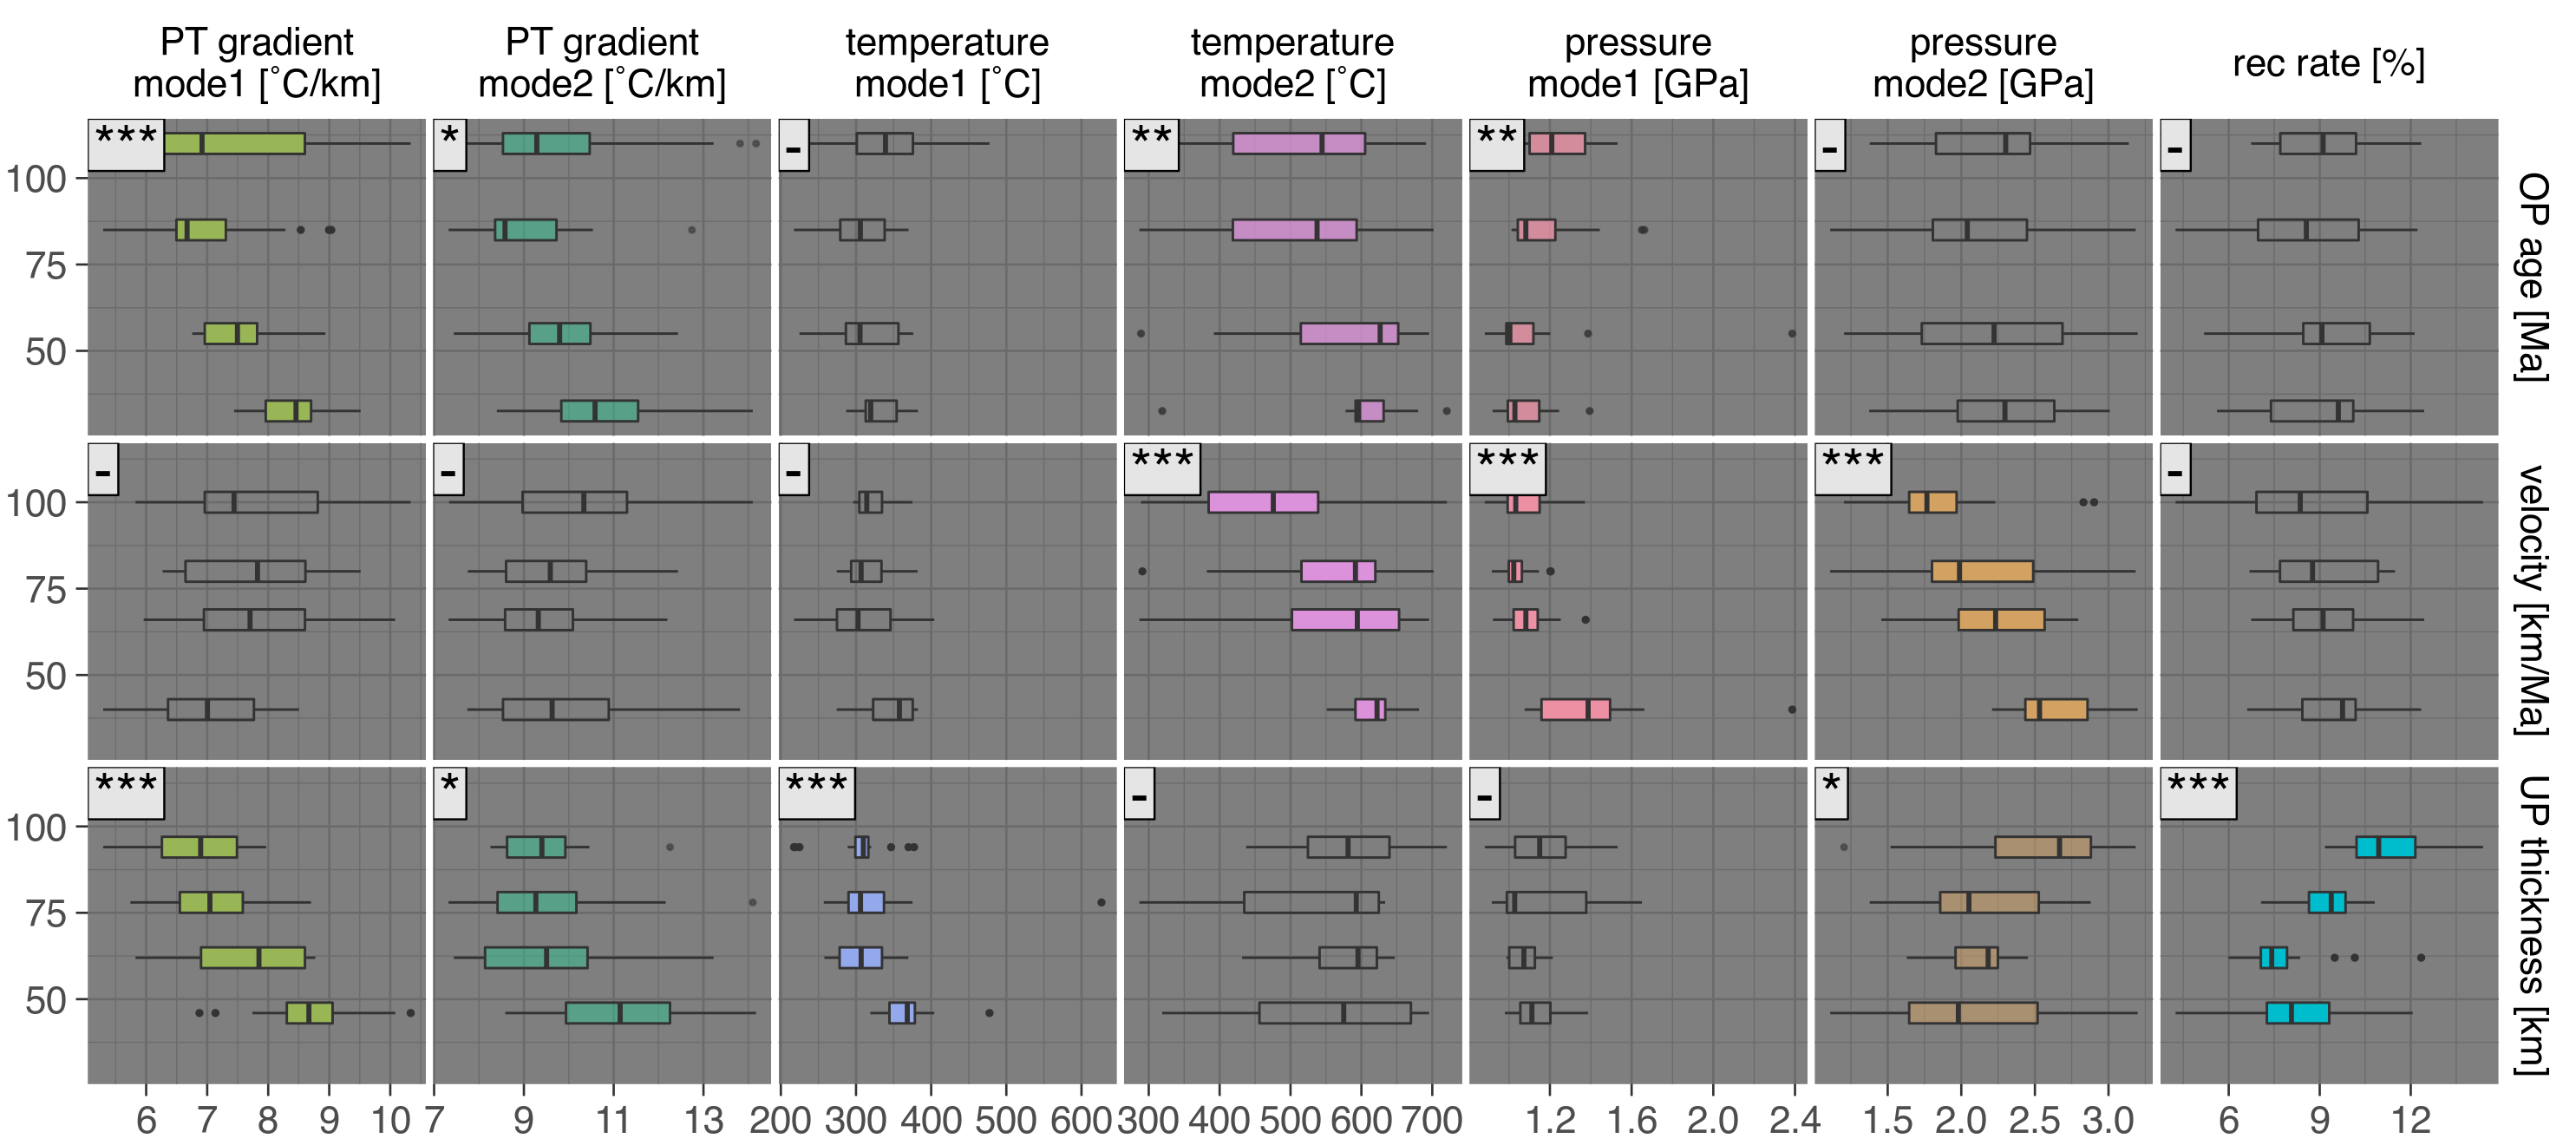 PT gradient
mode1 [˚C/km]
PT gradient
mode2 [˚C/km]
temperature
mode1 [˚C]
temperature
mode2 [˚C]
pressure
mode1 [GPa]
pressure
mode2 [GPa]
rec rate [%]
*** * - ** ** - -
100
75
50
OP age [Ma]
- - - *** *** *** -
100
75
50
velocity [km/Ma]
*** * *** - - * ***
100
75
50
UP thickness [km]
6 7 8 9 10
7 9 11 13
200 300 400 500 600
300 400 500 600 700
1.2 1.6 2.0 2.4
1.5 2.0 2.5 3.0
6 9 12